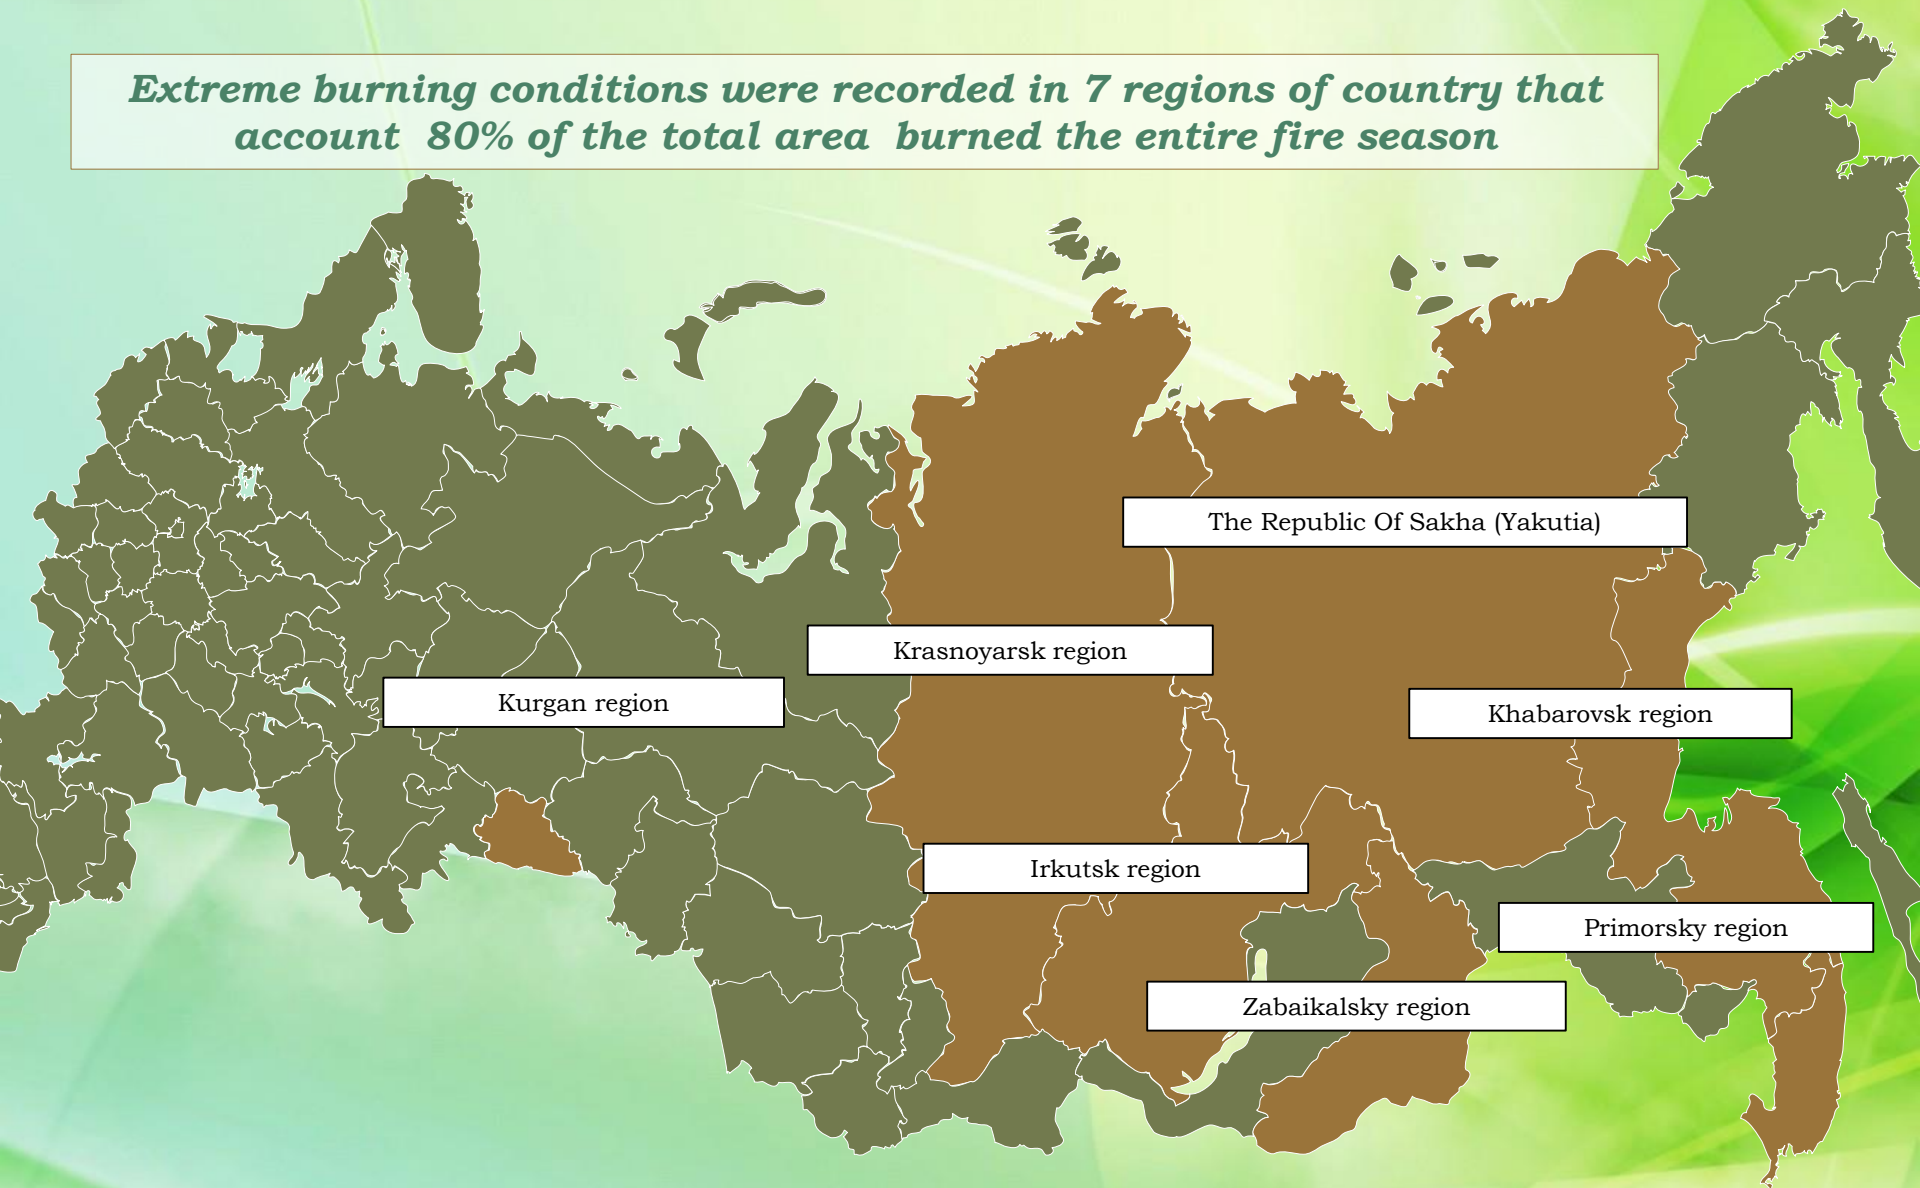 Extreme burning conditions were recorded in 7 regions of country that
account 80% of the total area burned the entire fire season
The Republic Of Sakha (Yakutia)
Krasnoyarsk region
Kurgan region
Khabarovsk region
Irkutsk region
Primorsky region
Zabaikalsky region